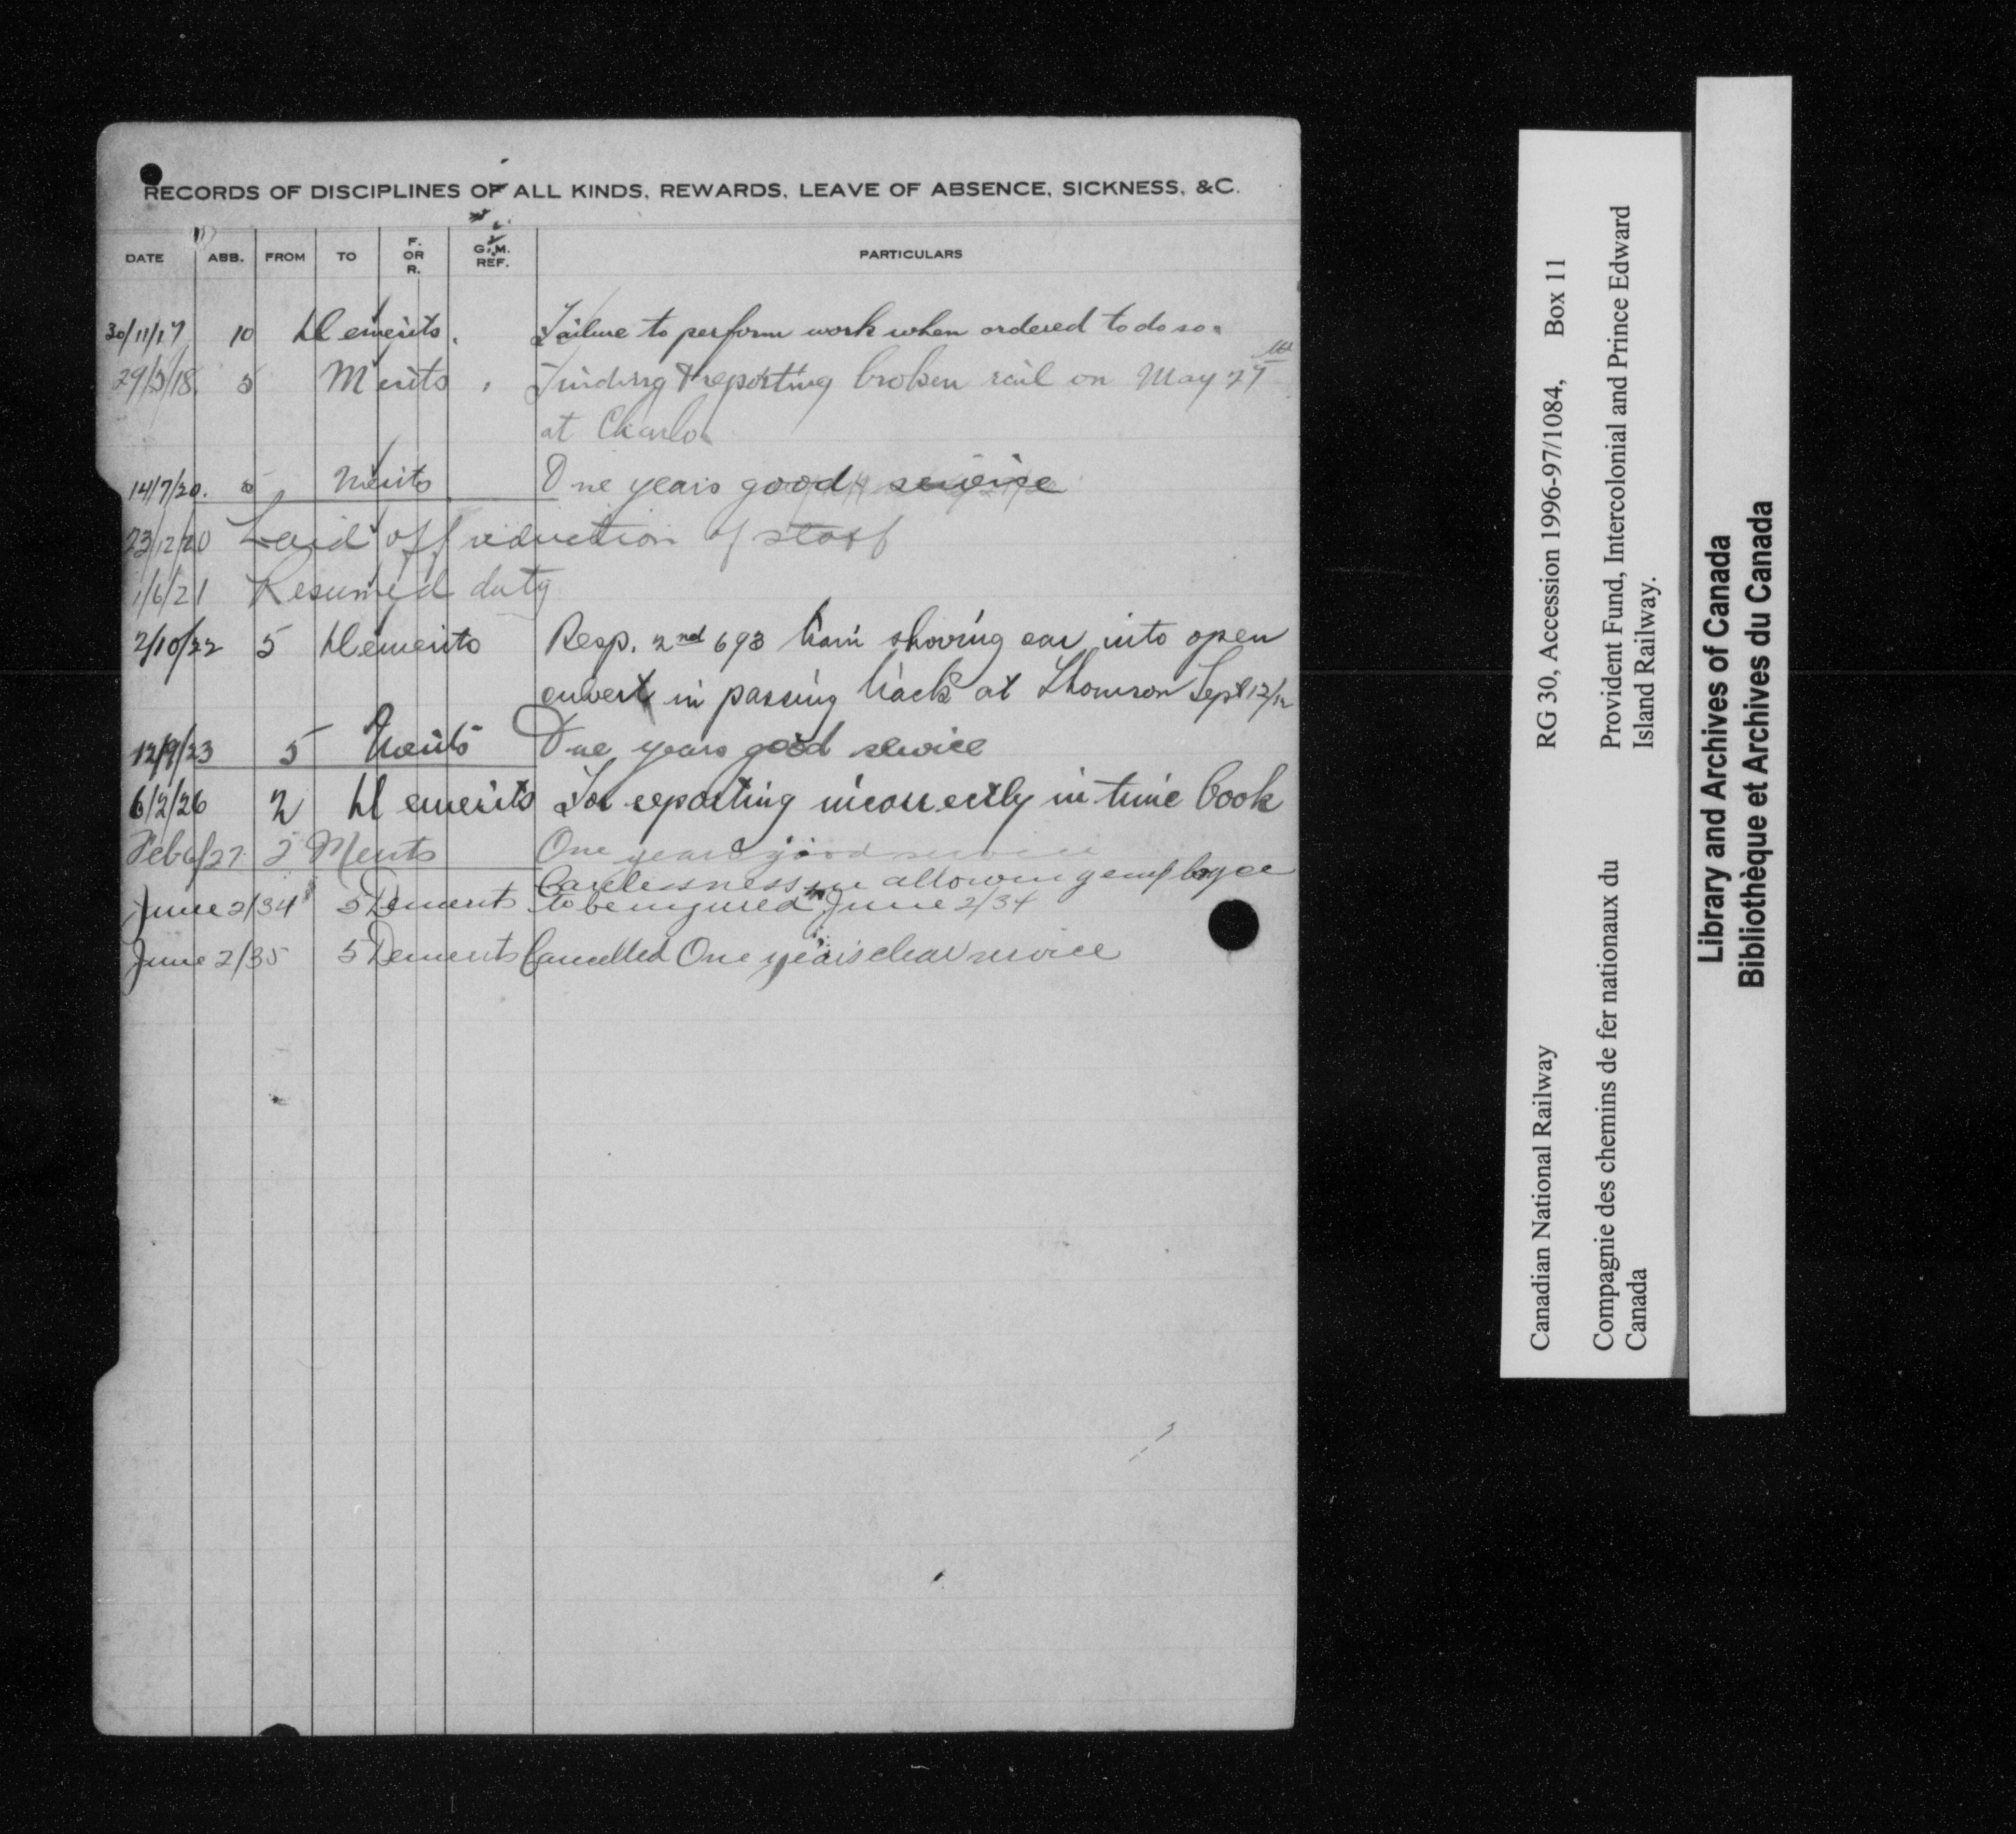 RECORDS OF DISCIPLINES OF ALL KINDS, REWARDS, LEAVE OF ABSENCE, SICKNESS, &C.
DATE ABB. FROM TO F. OR R. G.M. REF. PARTICULARS
30/11/17 10 Demerits. Failure to perform work when ordered to do so.
29/5/18. 5 Merits. Finding & reporting broken rail on May 27th
at Charlo.
14/7/20. 5 Merits One years good service
23/12/20 Laid off reduction of staff
1/6/21 Resumed duty
2/10/22 5 Demerits Resp. 2nd 693 train shoving car into open
culvert in passing track at Thomson Sept 12/
12/9/23 5 Merits One years good service
6/2/26 2 Demerits For reporting incorrectly in time book
Feb 6/27 2 Merits One years good service
Carelessness in allowing employee
June 2/34 5 Demerits to be injured June 2/34
June 2/35 5 Demerits Cancelled One years clear service
Canadian National Railway RG 30, Accession 1996-97/1084, Box 11
Compagnie des chemins de fer nationaux du Canada
Provident Fund, Intercolonial and Prince Edward Island Railway.
Library and Archives of Canada
Bibliothèque et Archives du Canada